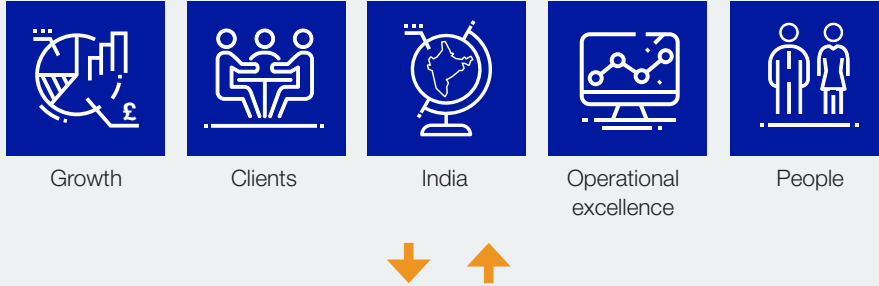 £
Growth
Clients
India
Operational
excellence
People